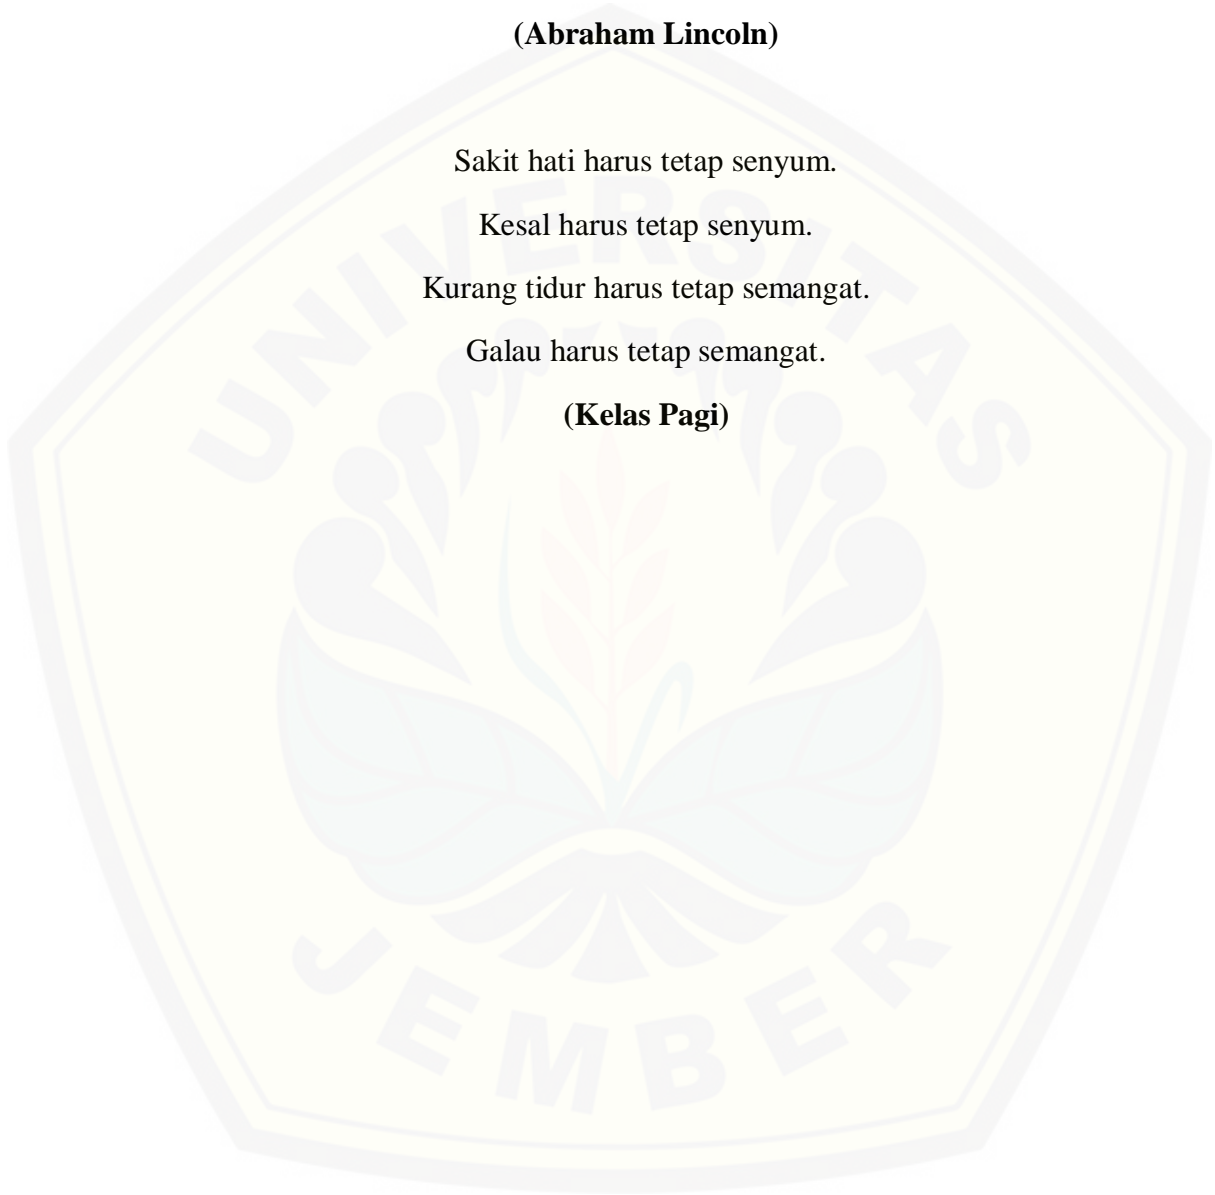 (Abraham Lincoln)
Sakit hati harus tetap senyum.
Kesal harus tetap senyum.
Kurang tidur harus tetap semangat.
Galau harus tetap semangat.
(Kelas Pagi)
UNIVERSITAS
JEMBER